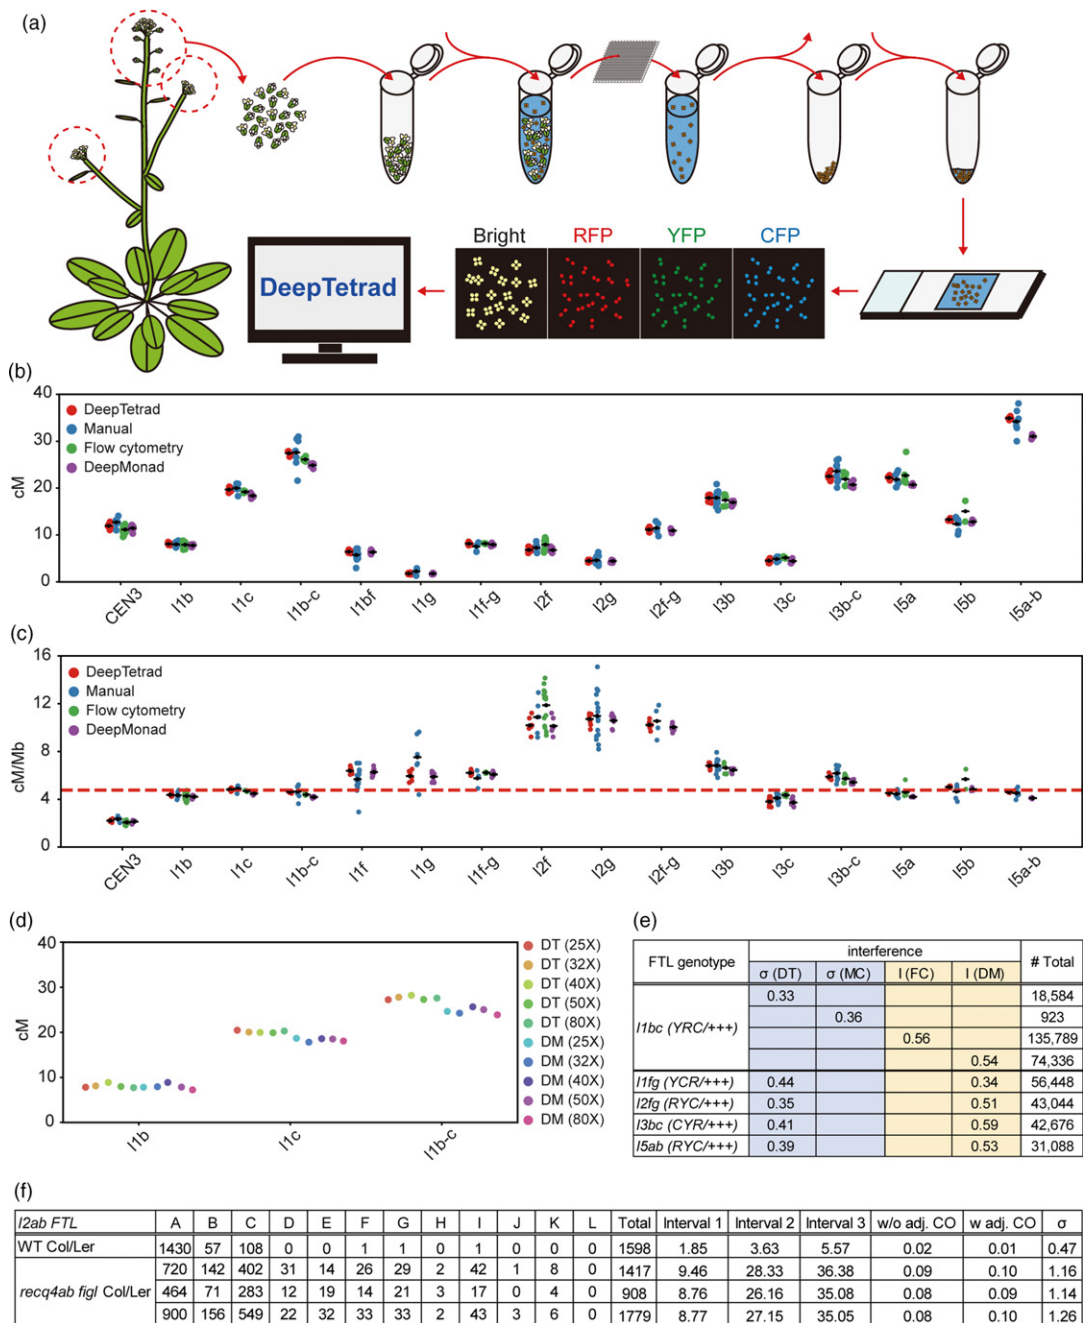 (a)
Bright RFP YFP CFP
DeepTetrad
(b)
40
30
20
10
0
cM
DeepTetrad
Manual
Flow cytometry
DeepMonad
CEN3 I1b I1c I1b-c I1bf I1g I1f-g I2f I2g I2f-g I3b I3c I3b-c I5a I5b I5a-b
(c)
16
12
8
4
0
cM/Mb
DeepTetrad
Manual
Flow cytometry
DeepMonad
CEN3 I1b I1c I1b-c I1f I1g I1f-g I2f I2g I2f-g I3b I3c I3b-c I5a I5b I5a-b
(d)
40
30
20
10
0
cM
I1b I1c I1b-c
DT (25X)
DT (32X)
DT (40X)
DT (50X)
DT (80X)
DM (25X)
DM (32X)
DM (40X)
DM (50X)
DM (80X)
(e)
FTL genotype interference # Total
σ (DT) σ (MC) I (FC) I (DM)
I1bc (YRC/+++) 0.33 18,584
0.36 923
0.56 135,789
0.54 74,336
I1fg (YCR/+++) 0.44 0.34 56,448
I2fg (RYC/+++) 0.35 0.51 43,044
I3bc (CYR/+++) 0.41 0.59 42,676
I5ab (RYC/+++) 0.39 0.53 31,088
(f)
I2ab FTL A B C D E F G H I J K L Total Interval 1 Interval 2 Interval 3 w/o adj. CO w adj. CO σ
WT Col/Ler 1430 57 108 0 0 1 1 0 1 0 0 0 1598 1.85 3.63 5.57 0.02 0.01 0.47
recq4ab figl Col/Ler 720 142 402 31 14 26 29 2 42 1 8 0 1417 9.46 28.33 36.38 0.09 0.10 1.16
464 71 283 12 19 14 21 3 17 0 4 0 908 8.76 26.16 35.08 0.08 0.09 1.14
900 156 549 22 32 33 33 2 43 3 6 0 1779 8.77 27.15 35.05 0.08 0.10 1.26